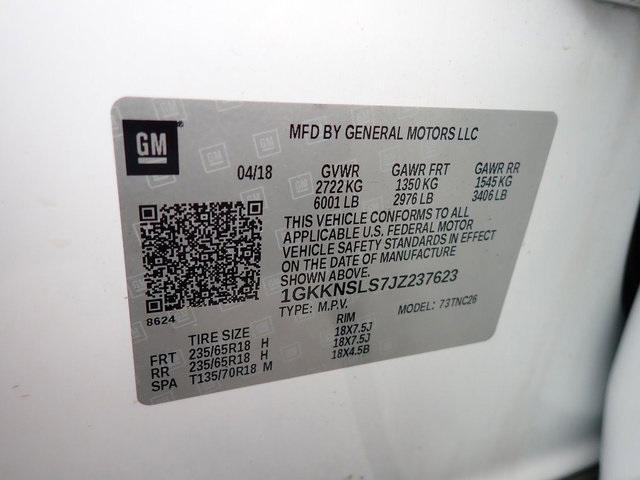 GM
MFD BY GENERAL MOTORS LLC
04/18 GVWR GAWR FRT GAWR RR
2722 KG 1350 KG 1545 KG
6001 LB 2976 LB 3406 LB
THIS VEHICLE CONFORMS TO ALL
APPLICABLE U.S. FEDERAL MOTOR
VEHICLE SAFETY STANDARDS IN EFFECT
ON THE DATE OF MANUFACTURE
SHOWN ABOVE.
1GKKNSLS7JZ237623
TYPE: M.P.V. MODEL: 73TNC26
8624
TIRE SIZE RIM
FRT 235/65R18 H 18X7.5J
RR 235/65R18 H 18X7.5J
SPA T135/70R18 M 18X4.5B